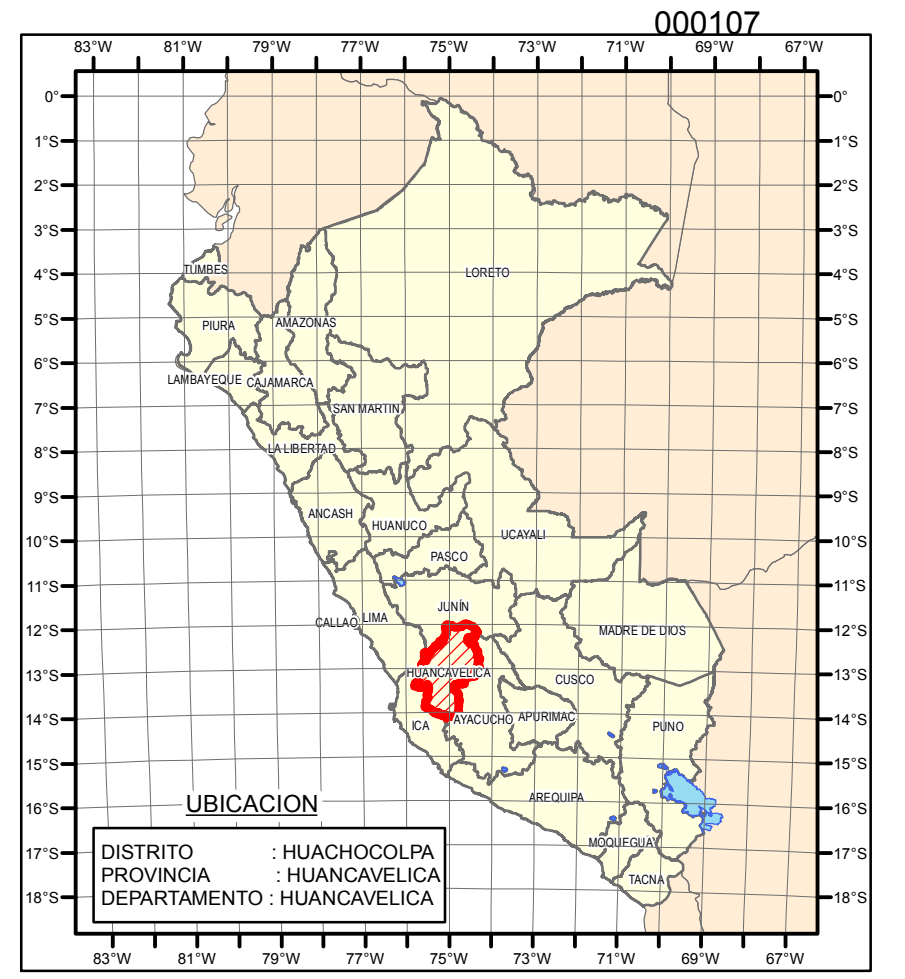 000107
83°W 81°W 79°W 77°W 75°W 73°W 71°W 69°W 67°W
0° 0°
1°S 1°S
2°S 2°S
3°S 3°S
TUMBES
LORETO
4°S 4°S
PIURA
AMAZONAS
5°S 5°S
6°S 6°S
LAMBAYEQUE CAJAMARCA
SAN MARTIN
7°S 7°S
LA LIBERTAD
8°S 8°S
9°S 9°S
ANCASH
HUANUCO
UCAYALI
10°S 10°S
PASCO
11°S 11°S
JUNÍN
CALLAO LIMA
MADRE DE DIOS
12°S 12°S
HUANCAVELICA
CUSCO
13°S 13°S
ICA
AYACUCHO
APURIMAC
PUNO
14°S 14°S
15°S 15°S
AREQUIPA
16°S 16°S
MOQUEGUA
17°S 17°S
TACNA
18°S 18°S
UBICACION
DISTRITO : HUACHOCOLPA
PROVINCIA : HUANCAVELICA
DEPARTAMENTO : HUANCAVELICA
83°W 81°W 79°W 77°W 75°W 73°W 71°W 69°W 67°W